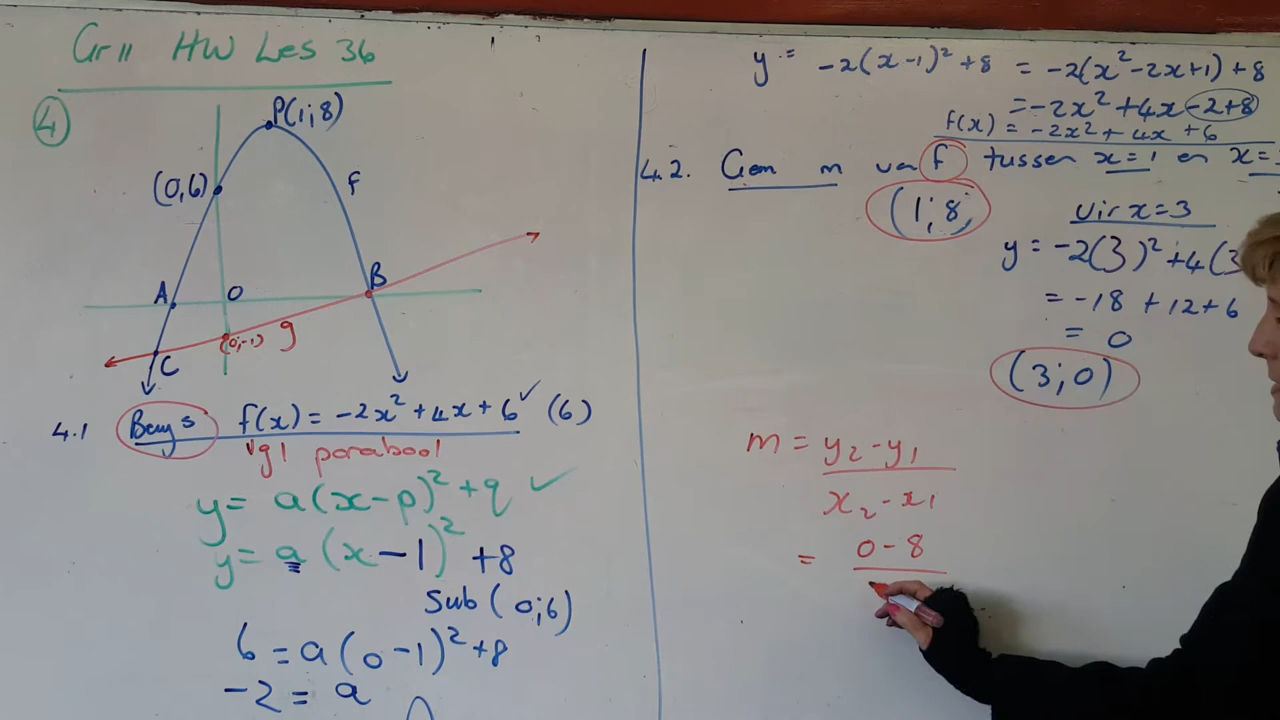 Gr 11 HW Les 36
4
P(1;8)
(0,6)
f
A
O
B
(0,-1)
g
C
4.1 Bewys f(x) = -2x² + 4x + 6 ✓ (6)
vgl parabool
y = a(x-p)² + q ✓
y = a(x-1)² + 8
Sub (0;6)
6 = a(0-1)² + 8
-2 = a
y = -2(x-1)² + 8 = -2(x² - 2x + 1) + 8
= -2x² + 4x - 2 + 8
f(x) = -2x² + 4x + 6
4.2. Gem m van f tussen x = 1 en x =
(1;8)
vir x = 3
y = -2(3)² + 4(3
= -18 + 12 + 6
= 0
(3;0)
m = y₂ - y₁
x₂ - x₁
= 0 - 8